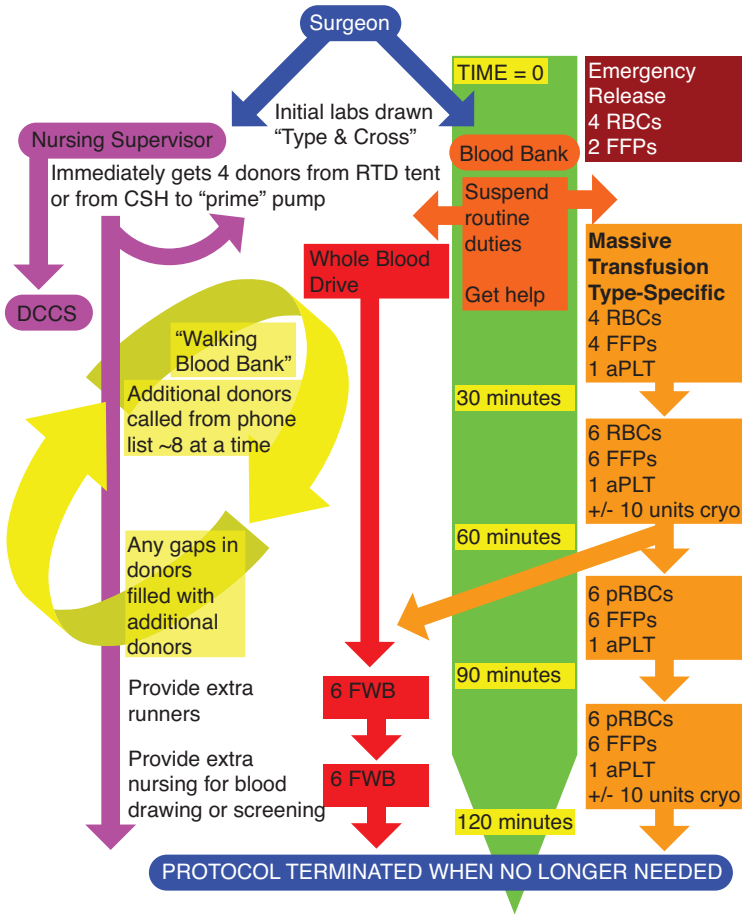 Surgeon
TIME = 0
Emergency
Release
4 RBCs
2 FFPs
Initial labs drawn
“Type & Cross”
Nursing Supervisor
Blood Bank
Immediately gets 4 donors from RTD tent
or from CSH to “prime” pump
Suspend
routine
duties
Get help
Whole Blood
Drive
Massive
Transfusion
Type-Specific
4 RBCs
4 FFPs
1 aPLT
DCCS
“Walking
Blood Bank”
Additional donors
called from phone
list ~8 at a time
30 minutes
6 RBCs
6 FFPs
1 aPLT
+/- 10 units cryo
60 minutes
Any gaps in
donors
filled with
additional
donors
6 pRBCs
6 FFPs
1 aPLT
90 minutes
Provide extra
runners
6 FWB
6 pRBCs
6 FFPs
1 aPLT
+/- 10 units cryo
Provide extra
nursing for blood
drawing or screening
6 FWB
120 minutes
PROTOCOL TERMINATED WHEN NO LONGER NEEDED